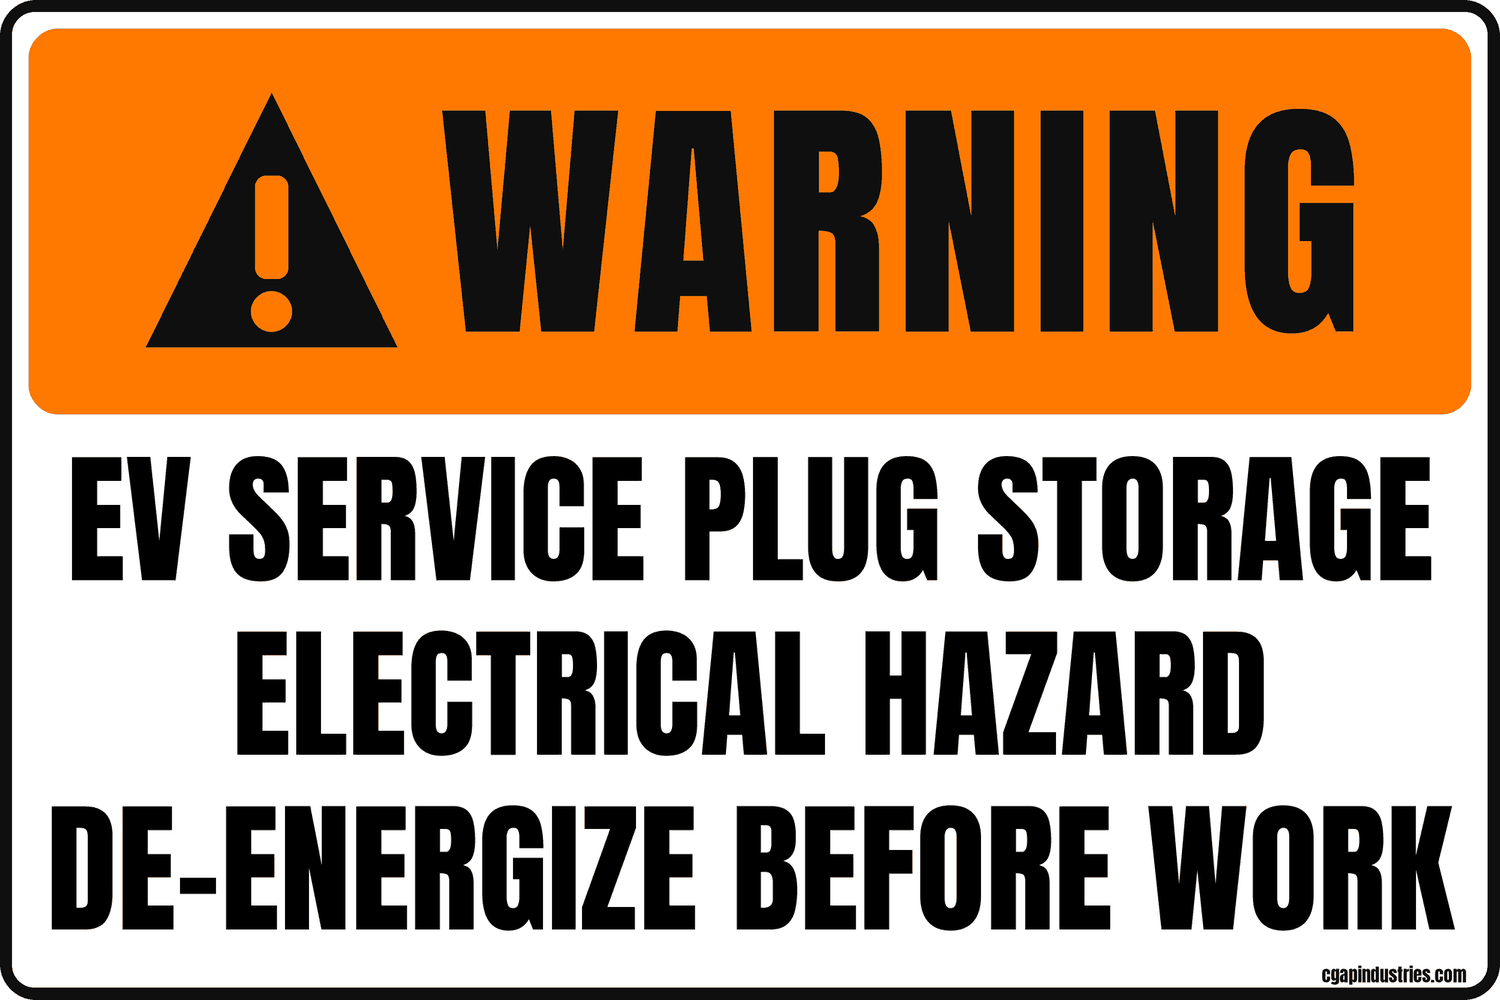 WARNING
EV SERVICE PLUG STORAGE
ELECTRICAL HAZARD
DE-ENERGIZE BEFORE WORK
cgapindustries.com